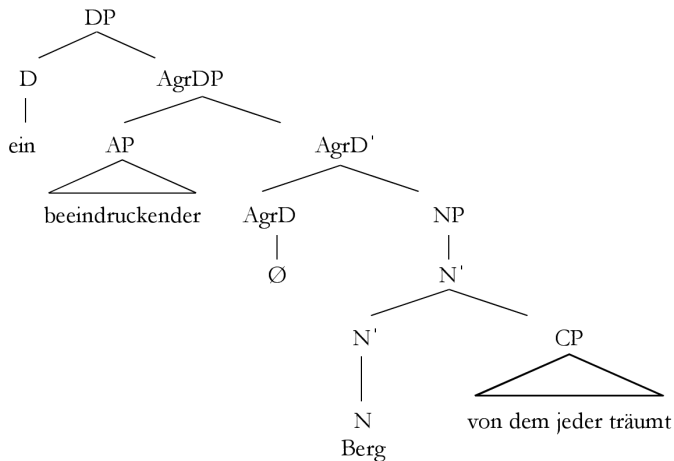 DP
D AgrDP
ein AP AgrD'
beeindruckender AgrD NP
Ø N'
N' CP
N von dem jeder träumt
Berg